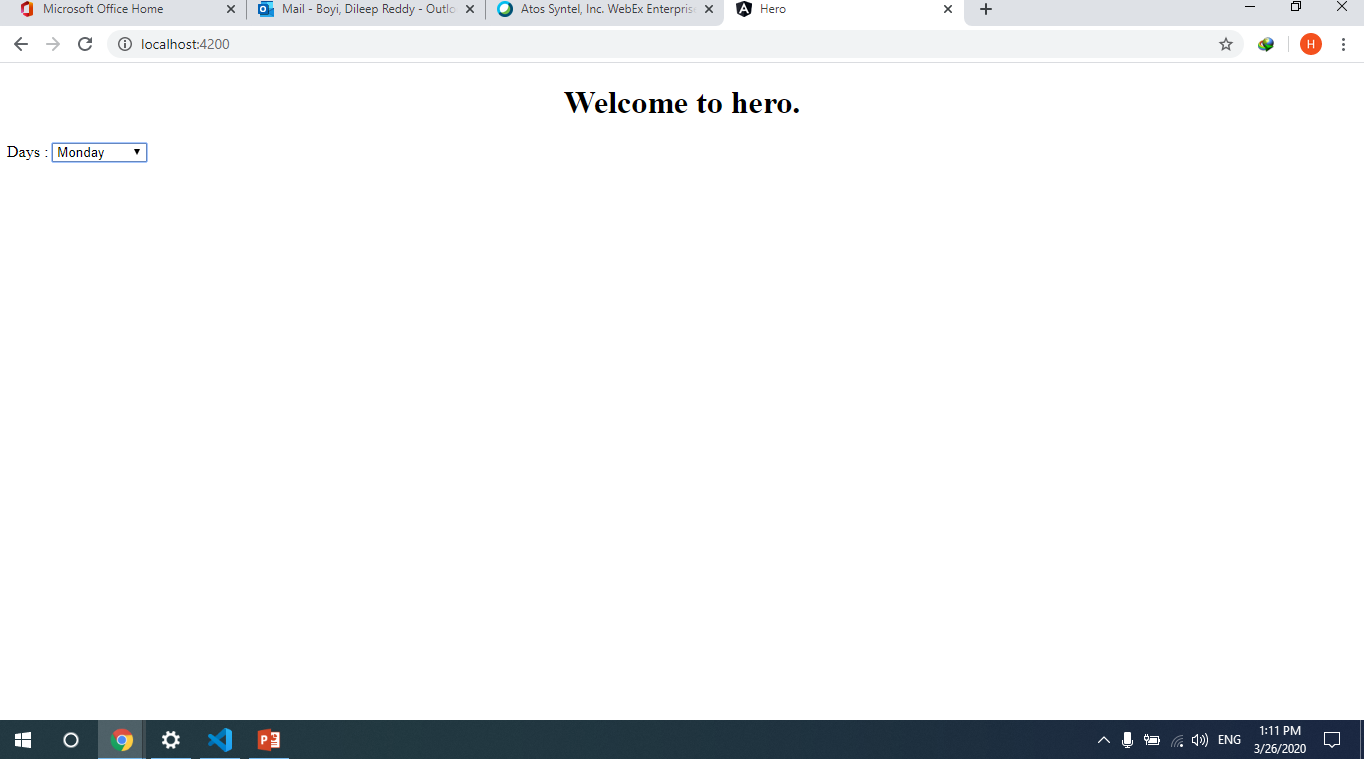 Microsoft Office Home
Mail - Boyi, Dileep Reddy - Outlo
Atos Syntel, Inc. WebEx Enterprise
Hero
localhost:4200
H
Welcome to hero.
Days : Monday
ENG
1:11 PM
3/26/2020